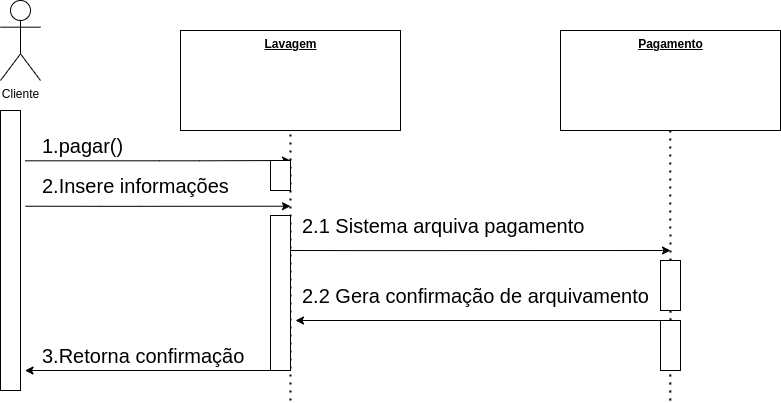 Cliente
Lavagem
Pagamento
1.pagar()
2.Insere informações
2.1 Sistema arquiva pagamento
2.2 Gera confirmação de arquivamento
3.Retorna confirmação